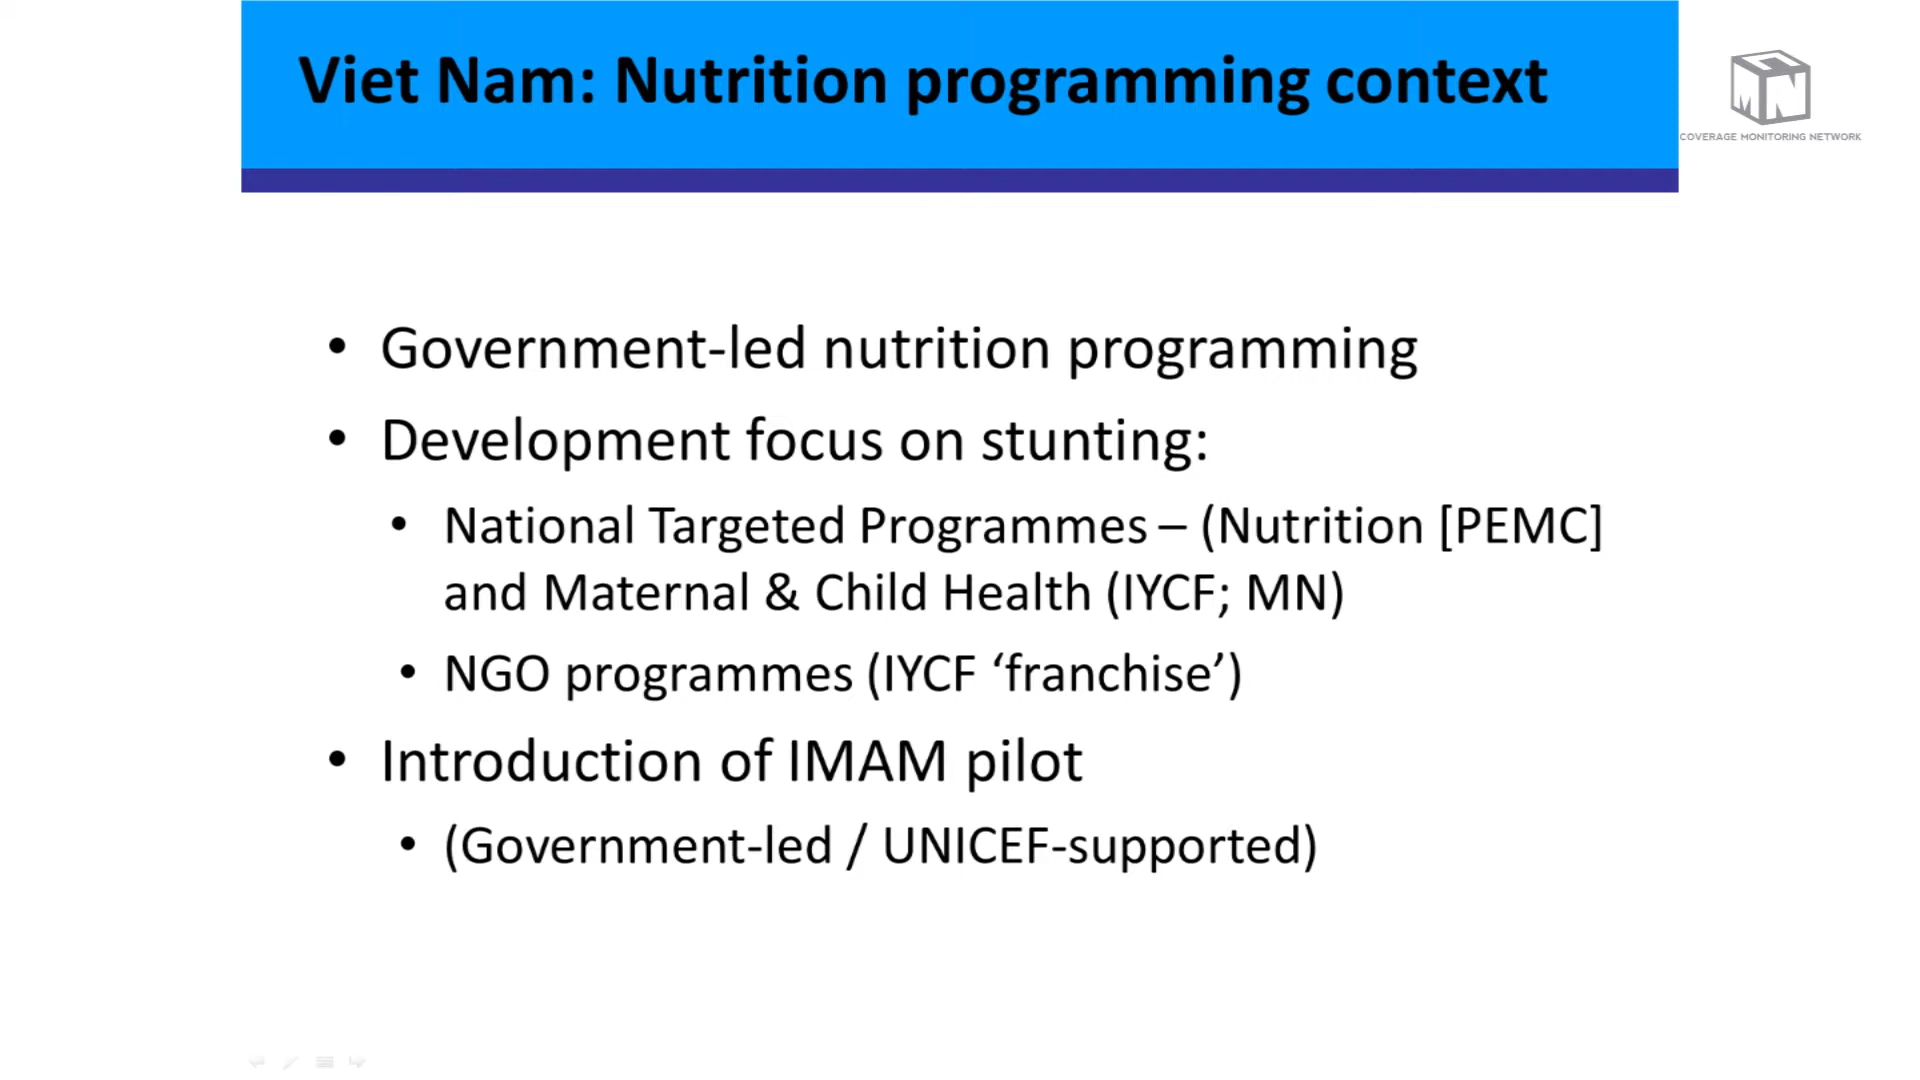 Viet Nam: Nutrition programming context
COVERAGE MONITORING NETWORK
• Government-led nutrition programming
• Development focus on stunting:
• National Targeted Programmes – (Nutrition [PEMC]
and Maternal & Child Health (IYCF; MN)
• NGO programmes (IYCF ‘franchise’)
• Introduction of IMAM pilot
• (Government-led / UNICEF-supported)